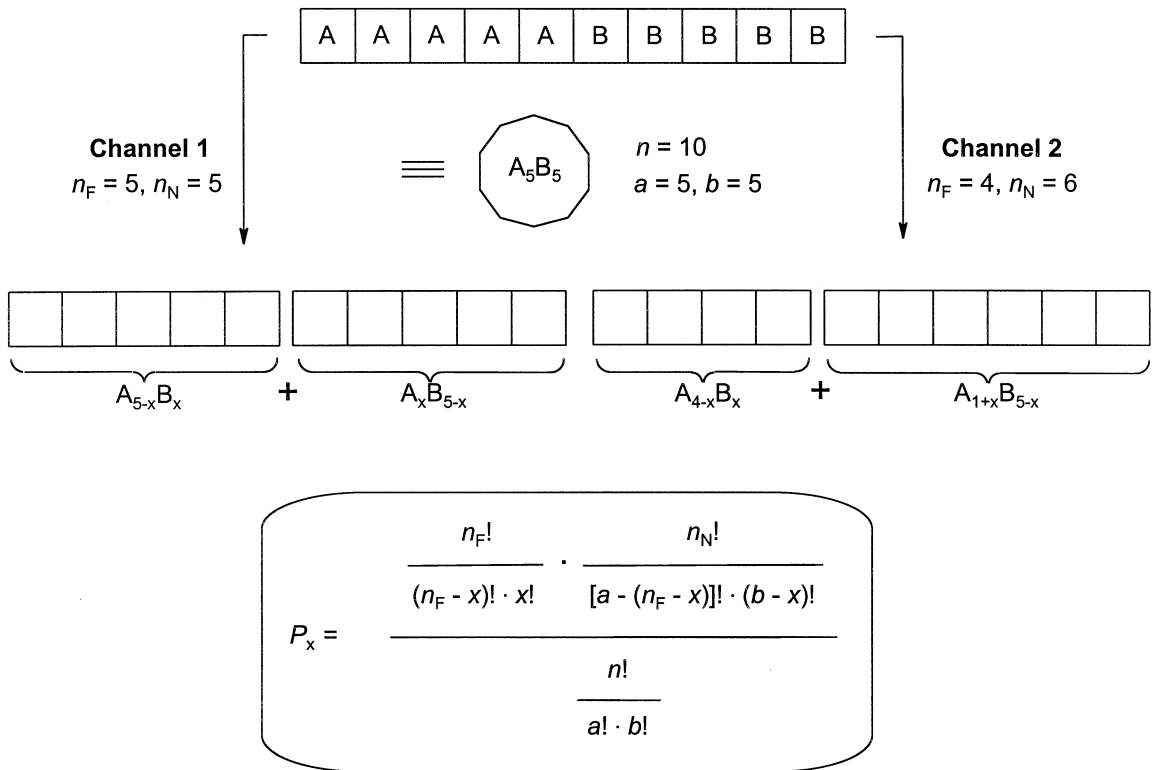 A A A A A B B B B B
Channel 1
n_F = 5, n_N = 5
≡ A₅B₅
n = 10
a = 5, b = 5
Channel 2
n_F = 4, n_N = 6
A₅₋ₓBₓ + AₓB₅₋ₓ
A₄₋ₓBₓ + A₁₊ₓB₅₋ₓ
n_F! n_N!
(n_F - x)! · x! · [a - (n_F - x)]! · (b - x)!
Pₓ =
n!
a! · b!